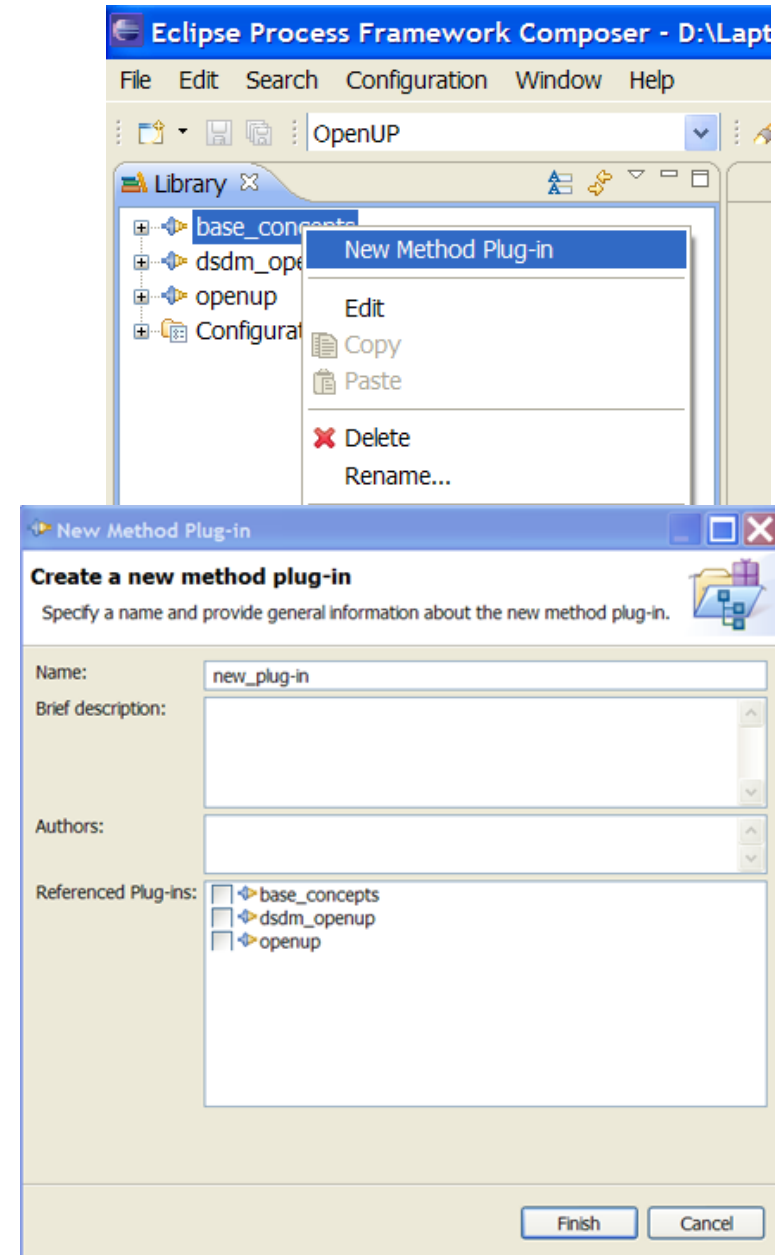 Eclipse Process Framework Composer - D:\Lapt
File Edit Search Configuration Window Help
OpenUP
Library
base_concepts
New Method Plug-in
dsdm_ope
openup
Edit
Configurat
Copy
Paste
Delete
Rename...
New Method Plug-in
Create a new method plug-in
Specify a name and provide general information about the new method plug-in.
Name: new_plug-in
Brief description:
Authors:
Referenced Plug-ins: base_concepts
dsdm_openup
openup
Finish Cancel